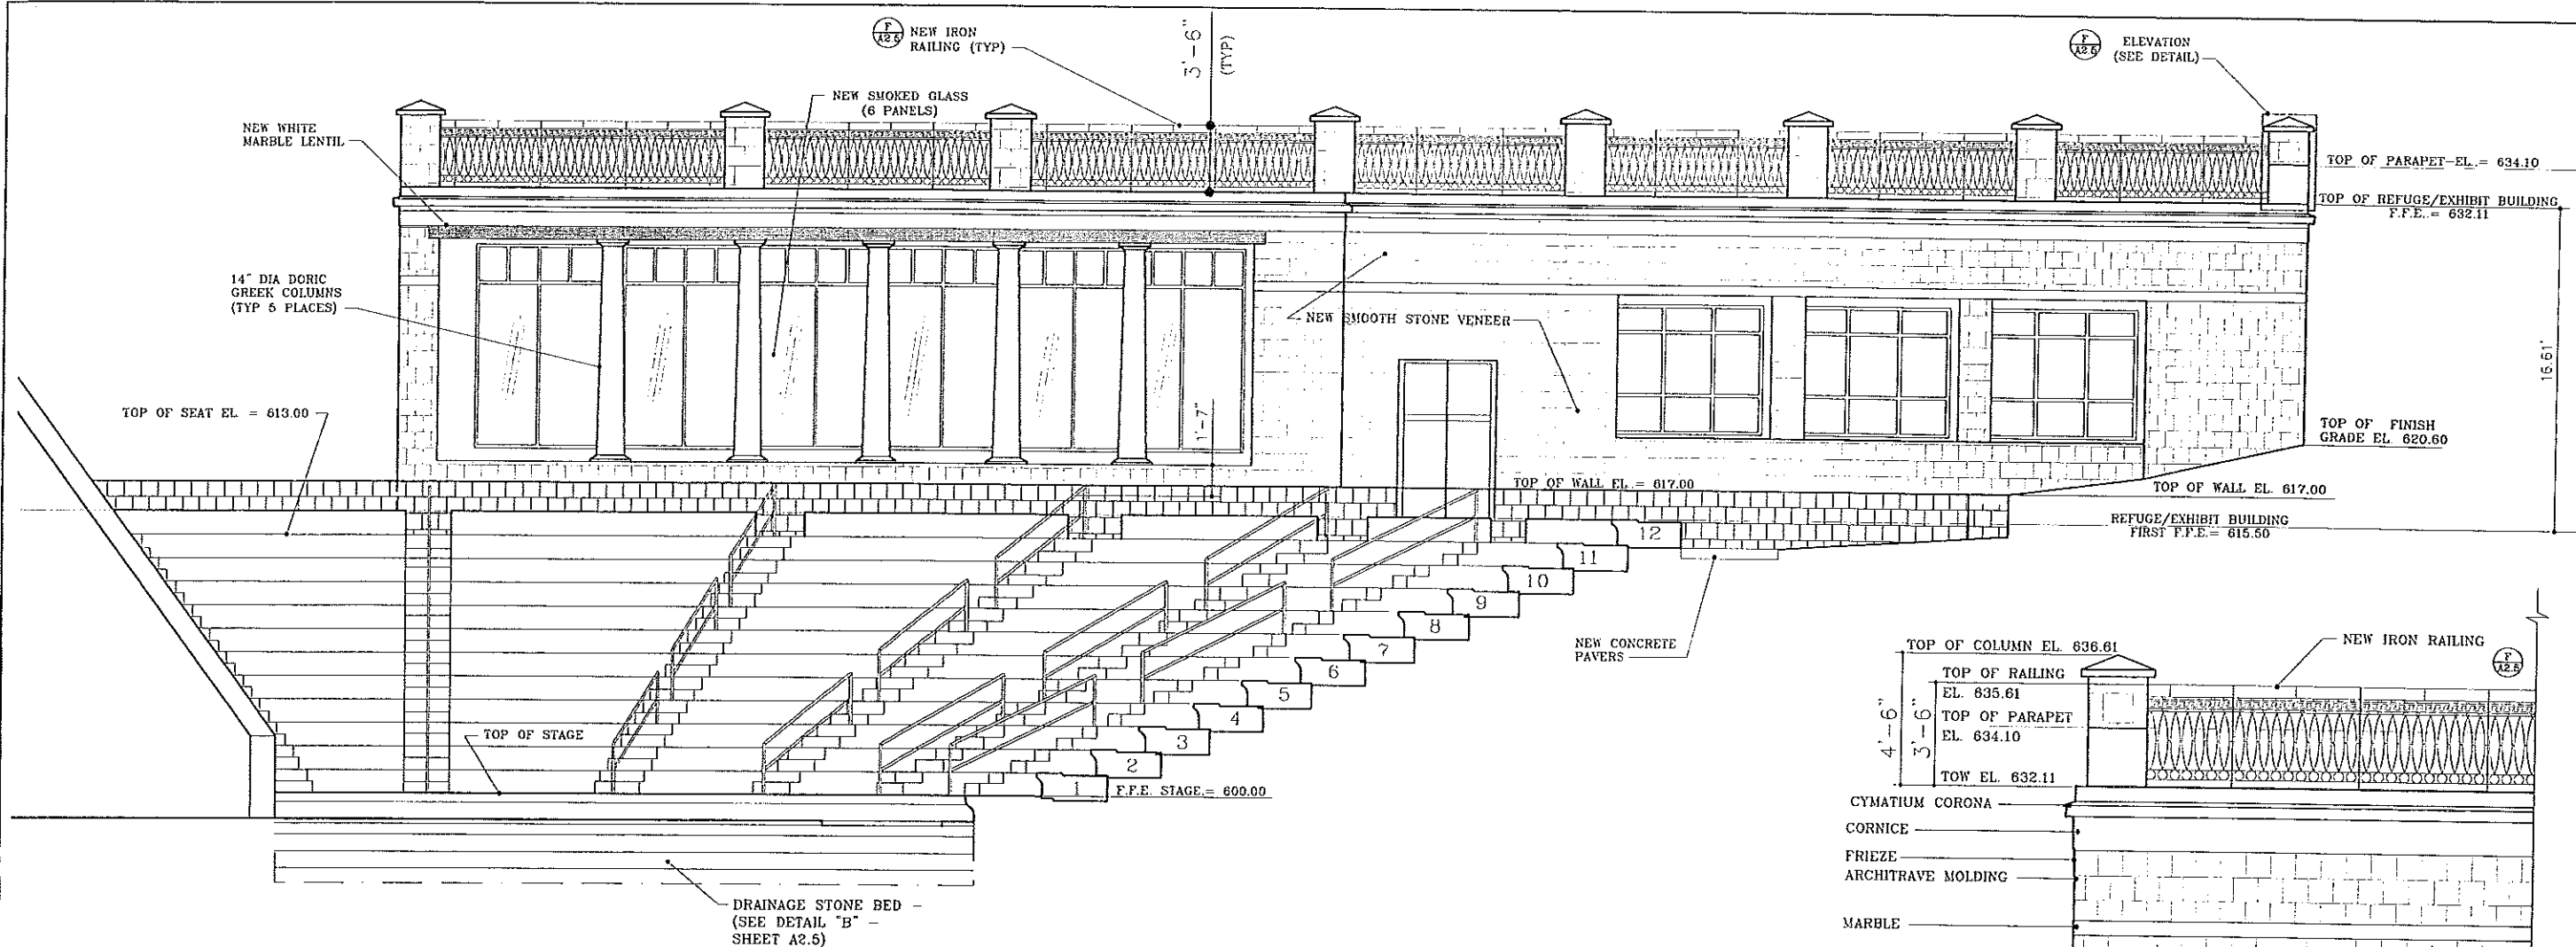 F
A2.5
NEW IRON
RAILING (TYP)
3'-6"
(TYP)
F
A2.5
ELEVATION
(SEE DETAIL)
NEW SMOKED GLASS
(6 PANELS)
NEW WHITE
MARBLE LENTIL
TOP OF PARAPET-EL.= 634.10
TOP OF REFUGE/EXHIBIT BUILDING
F.F.E.= 632.11
14" DIA DORIC
GREEK COLUMNS
(TYP 5 PLACES)
NEW SMOOTH STONE VENEER
16.61'
TOP OF SEAT EL. = 613.00
1'-7"
TOP OF FINISH
GRADE EL. 620.60
TOP OF WALL EL.= 617.00
TOP OF WALL EL. 617.00
REFUGE/EXHIBIT BUILDING
FIRST F.F.E.= 615.50
12
11
10
9
8
7
6
5
4
3
2
1
NEW CONCRETE
PAVERS
TOP OF STAGE
F.F.E. STAGE.= 600.00
DRAINAGE STONE BED -
(SEE DETAIL "B" -
SHEET A2.5)
TOP OF COLUMN EL. 636.61
NEW IRON RAILING
F
A2.5
TOP OF RAILING
EL. 635.61
TOP OF PARAPET
EL. 634.10
4'-6"
3'-6"
TOW EL. 632.11
CYMATIUM CORONA
CORNICE
FRIEZE
ARCHITRAVE MOLDING
MARBLE